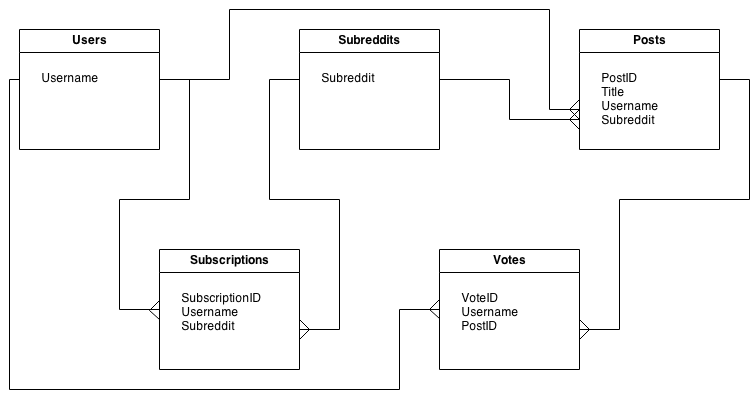 Users
Username
Subreddits
Subreddit
Posts
PostID
Title
Username
Subreddit
Subscriptions
SubscriptionID
Username
Subreddit
Votes
VoteID
Username
PostID